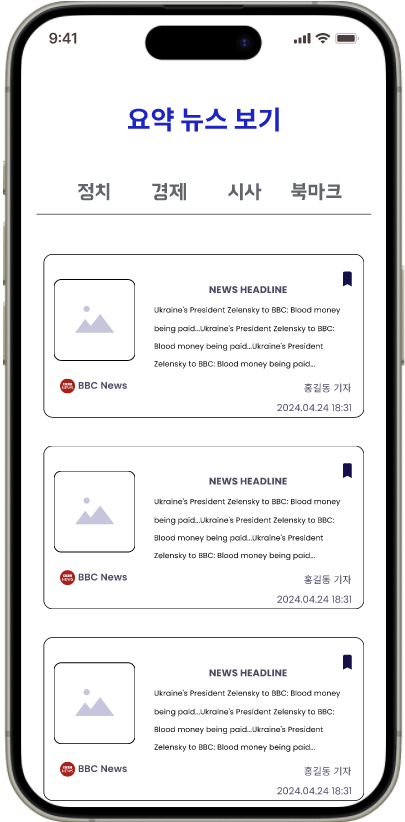 9:41
요약 뉴스 보기
정치 경제 시사 북마크
NEWS HEADLINE
Ukraine's President Zelensky to BBC: Blood money
being paid...Ukraine's President Zelensky to BBC:
Blood money being paid...Ukraine's President
Zelensky to BBC: Blood money being paid...
BBC NEWS
BBC News
홍길동 기자
2024.04.24 18:31
NEWS HEADLINE
Ukraine's President Zelensky to BBC: Blood money
being paid...Ukraine's President Zelensky to BBC:
Blood money being paid...Ukraine's President
Zelensky to BBC: Blood money being paid...
BBC NEWS
BBC News
홍길동 기자
2024.04.24 18:31
NEWS HEADLINE
Ukraine's President Zelensky to BBC: Blood money
being paid...Ukraine's President Zelensky to BBC:
Blood money being paid...Ukraine's President
Zelensky to BBC: Blood money being paid...
BBC NEWS
BBC News
홍길동 기자
2024.04.24 18:31